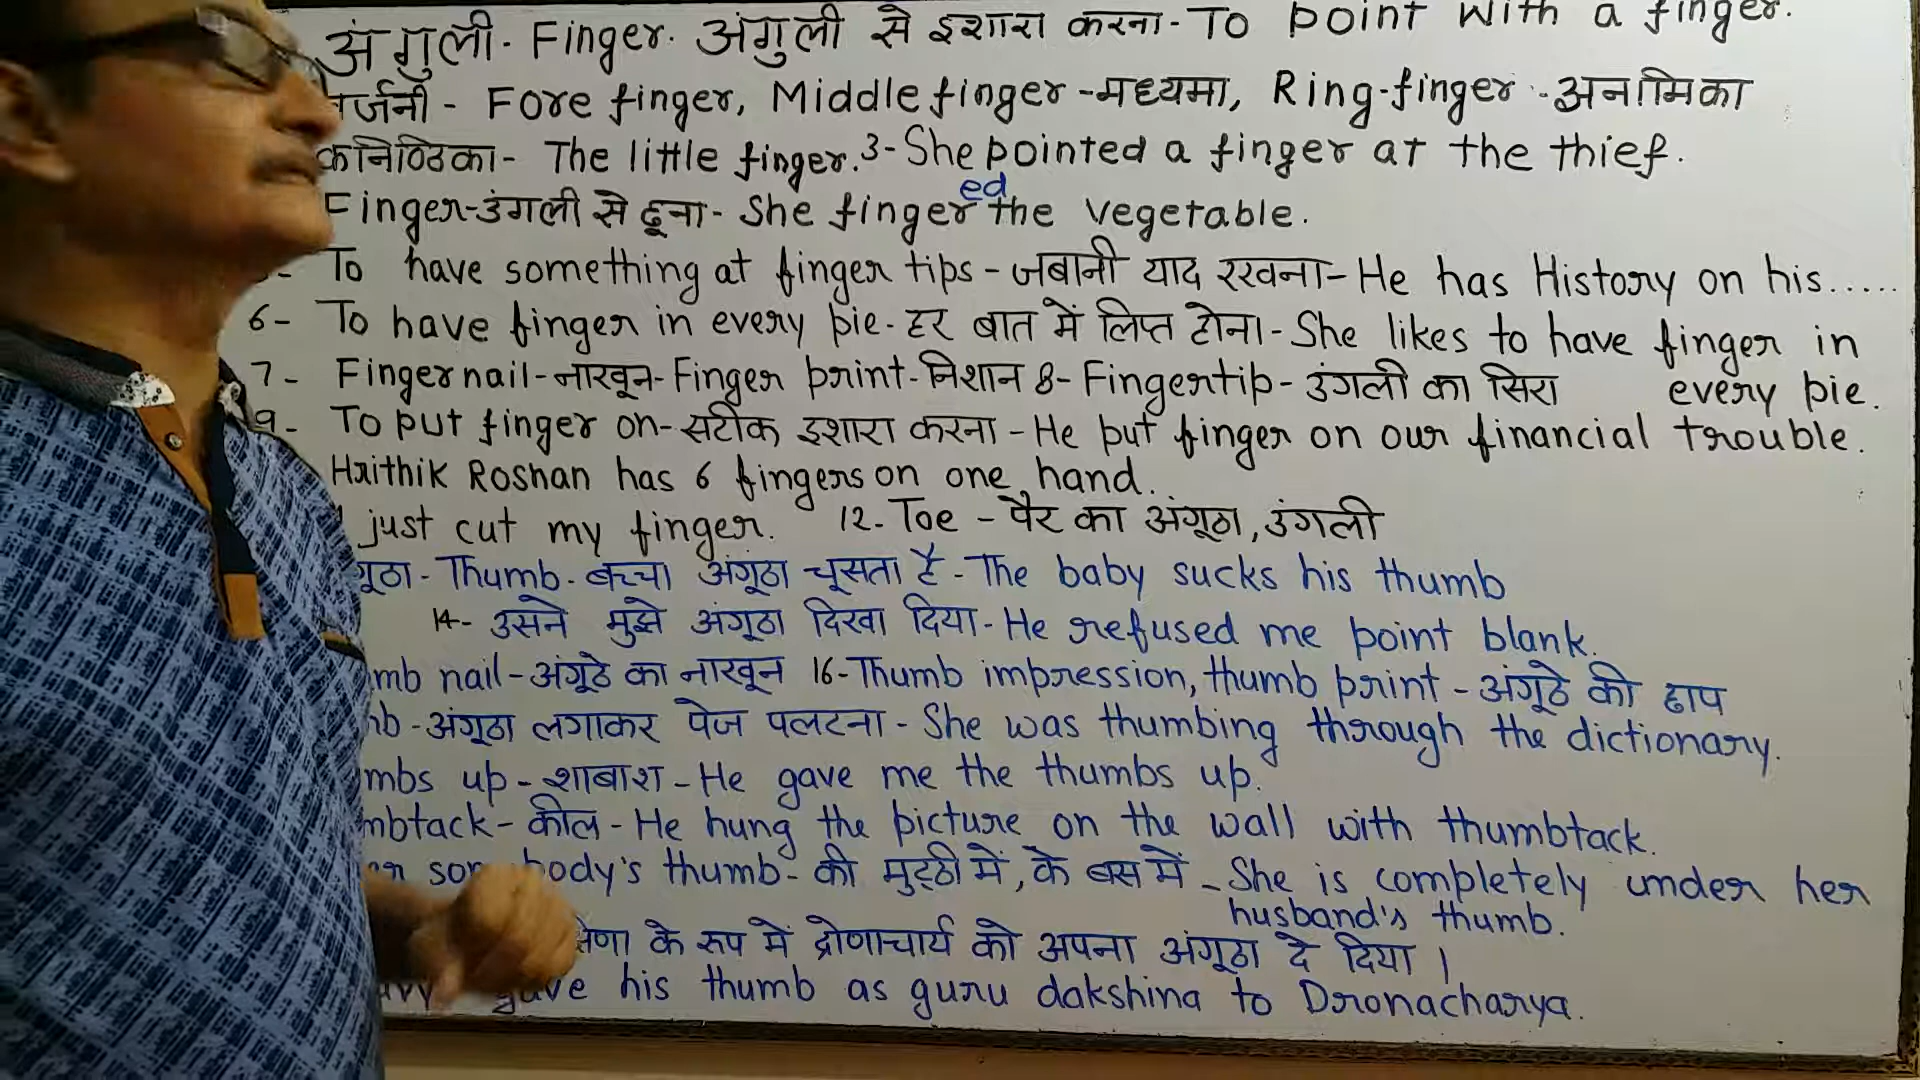 अंगुली - Finger. अंगुली से इशारा करना - To point with a finger.
तर्जनी - Fore finger, Middle finger - मध्यमा, Ring-finger - अनामिका
कनिष्ठिका - The little finger. 3- She pointed a finger at the thief.
Finger - उंगली से छूना - She fingered the vegetable.
To have something at finger tips - जबानी याद रखना - He has History on his.....
6- To have finger in every pie - हर बात में लिप्त होना - She likes to have finger in every pie.
7- Finger nail - नाखून - Finger print - निशान 8- Fingertip - उंगली का सिरा
9- To put finger on - सटीक इशारा करना - He put finger on our financial trouble.
Hrithik Roshan has 6 fingers on one hand.
just cut my finger. 12- Toe - पैर का अंगूठा, उंगली
गूठा - Thumb - बच्चा अंगूठा चूसता है - The baby sucks his thumb
14- उसने मुझे अंगूठा दिखा दिया - He refused me point blank.
mb nail - अंगूठे का नाखून 16- Thumb impression, thumb print - अंगूठे की छाप
mb - अंगूठा लगाकर पेज पलटना - She was thumbing through the dictionary.
mbs up - शाबाश - He gave me the thumbs up.
mbtack - कील - He hung the picture on the wall with thumbtack.
body's thumb - की मुट्ठी में, के बस में - She is completely under her husband's thumb.
के रूप में द्रोणाचार्य को अपना अंगूठा दे दिया।
gave his thumb as guru dakshina to Dronacharya.